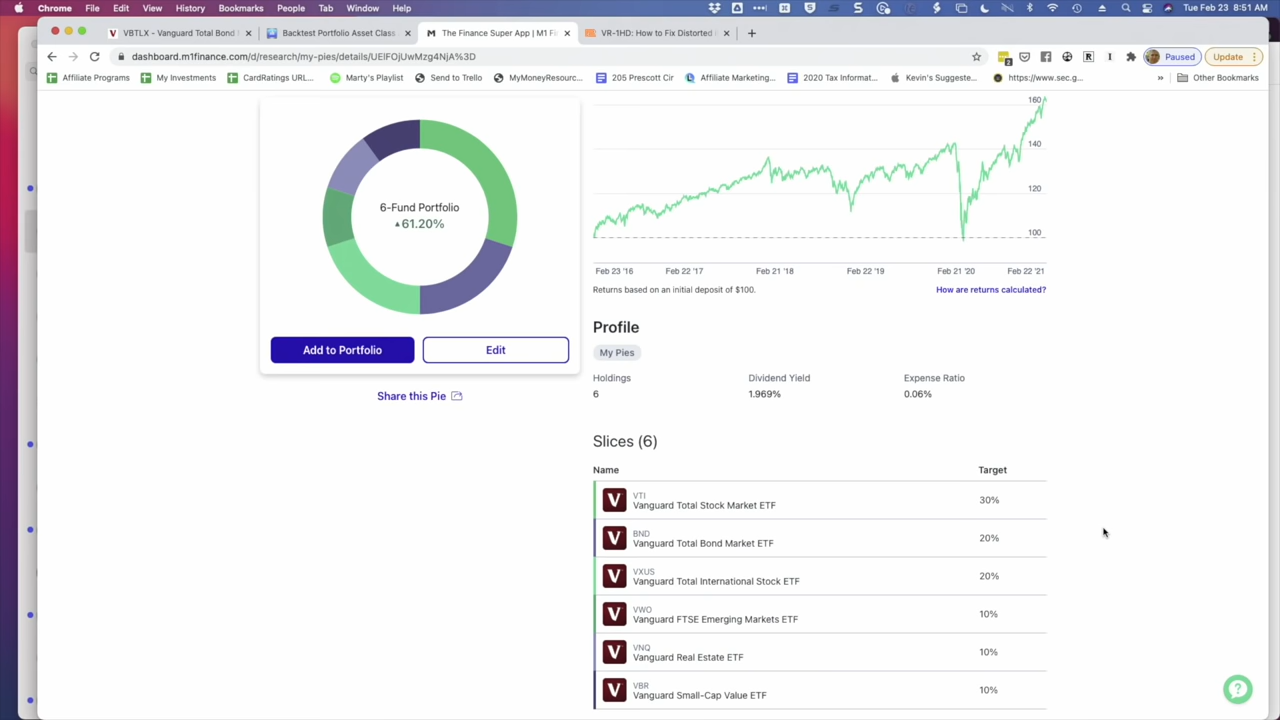 Chrome File Edit View History Bookmarks People Tab Window Help
Tue Feb 23 8:51 AM
VBTLX - Vanguard Total Bond
Backtest Portfolio Asset Class
The Finance Super App | M1 Fi
VR-1HD: How to Fix Distorted
dashboard.m1finance.com/d/research/my-pies/details/UElFOjUwMzg4NjA%3D
Paused
Update
Affiliate Programs
My Investments
CardRatings URL...
Marty's Playlist
Send to Trello
MyMoneyResourc...
205 Prescott Cir
Affiliate Marketing...
2020 Tax Informat...
Kevin's Suggeste...
https://www.sec.g...
»
Other Bookmarks
6-Fund Portfolio
▲61.20%
Add to Portfolio
Edit
Share this Pie
160
140
120
100
Feb 23 '16
Feb 22 '17
Feb 21 '18
Feb 22 '19
Feb 21 '20
Feb 22 '21
Returns based on an initial deposit of $100.
How are returns calculated?
Profile
My Pies
Holdings
Dividend Yield
Expense Ratio
6
1.969%
0.06%
Slices (6)
Name
Target
VTI
Vanguard Total Stock Market ETF
30%
BND
Vanguard Total Bond Market ETF
20%
VXUS
Vanguard Total International Stock ETF
20%
VWO
Vanguard FTSE Emerging Markets ETF
10%
VNQ
Vanguard Real Estate ETF
10%
VBR
Vanguard Small-Cap Value ETF
10%